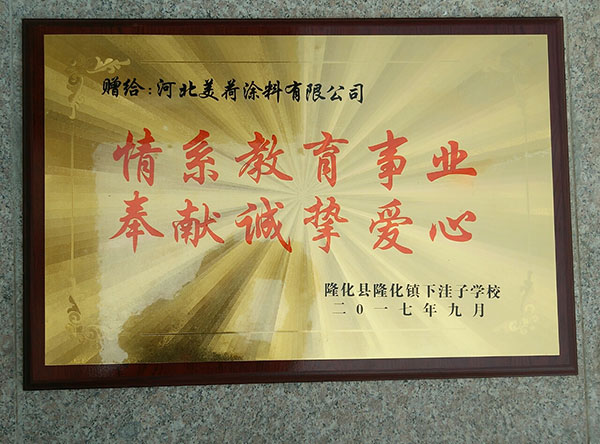 赠给:河北美荷涂料有限公司
情系教育事业
奉献诚挚爱心
隆化县隆化镇下洼子学校
二0一七年九月